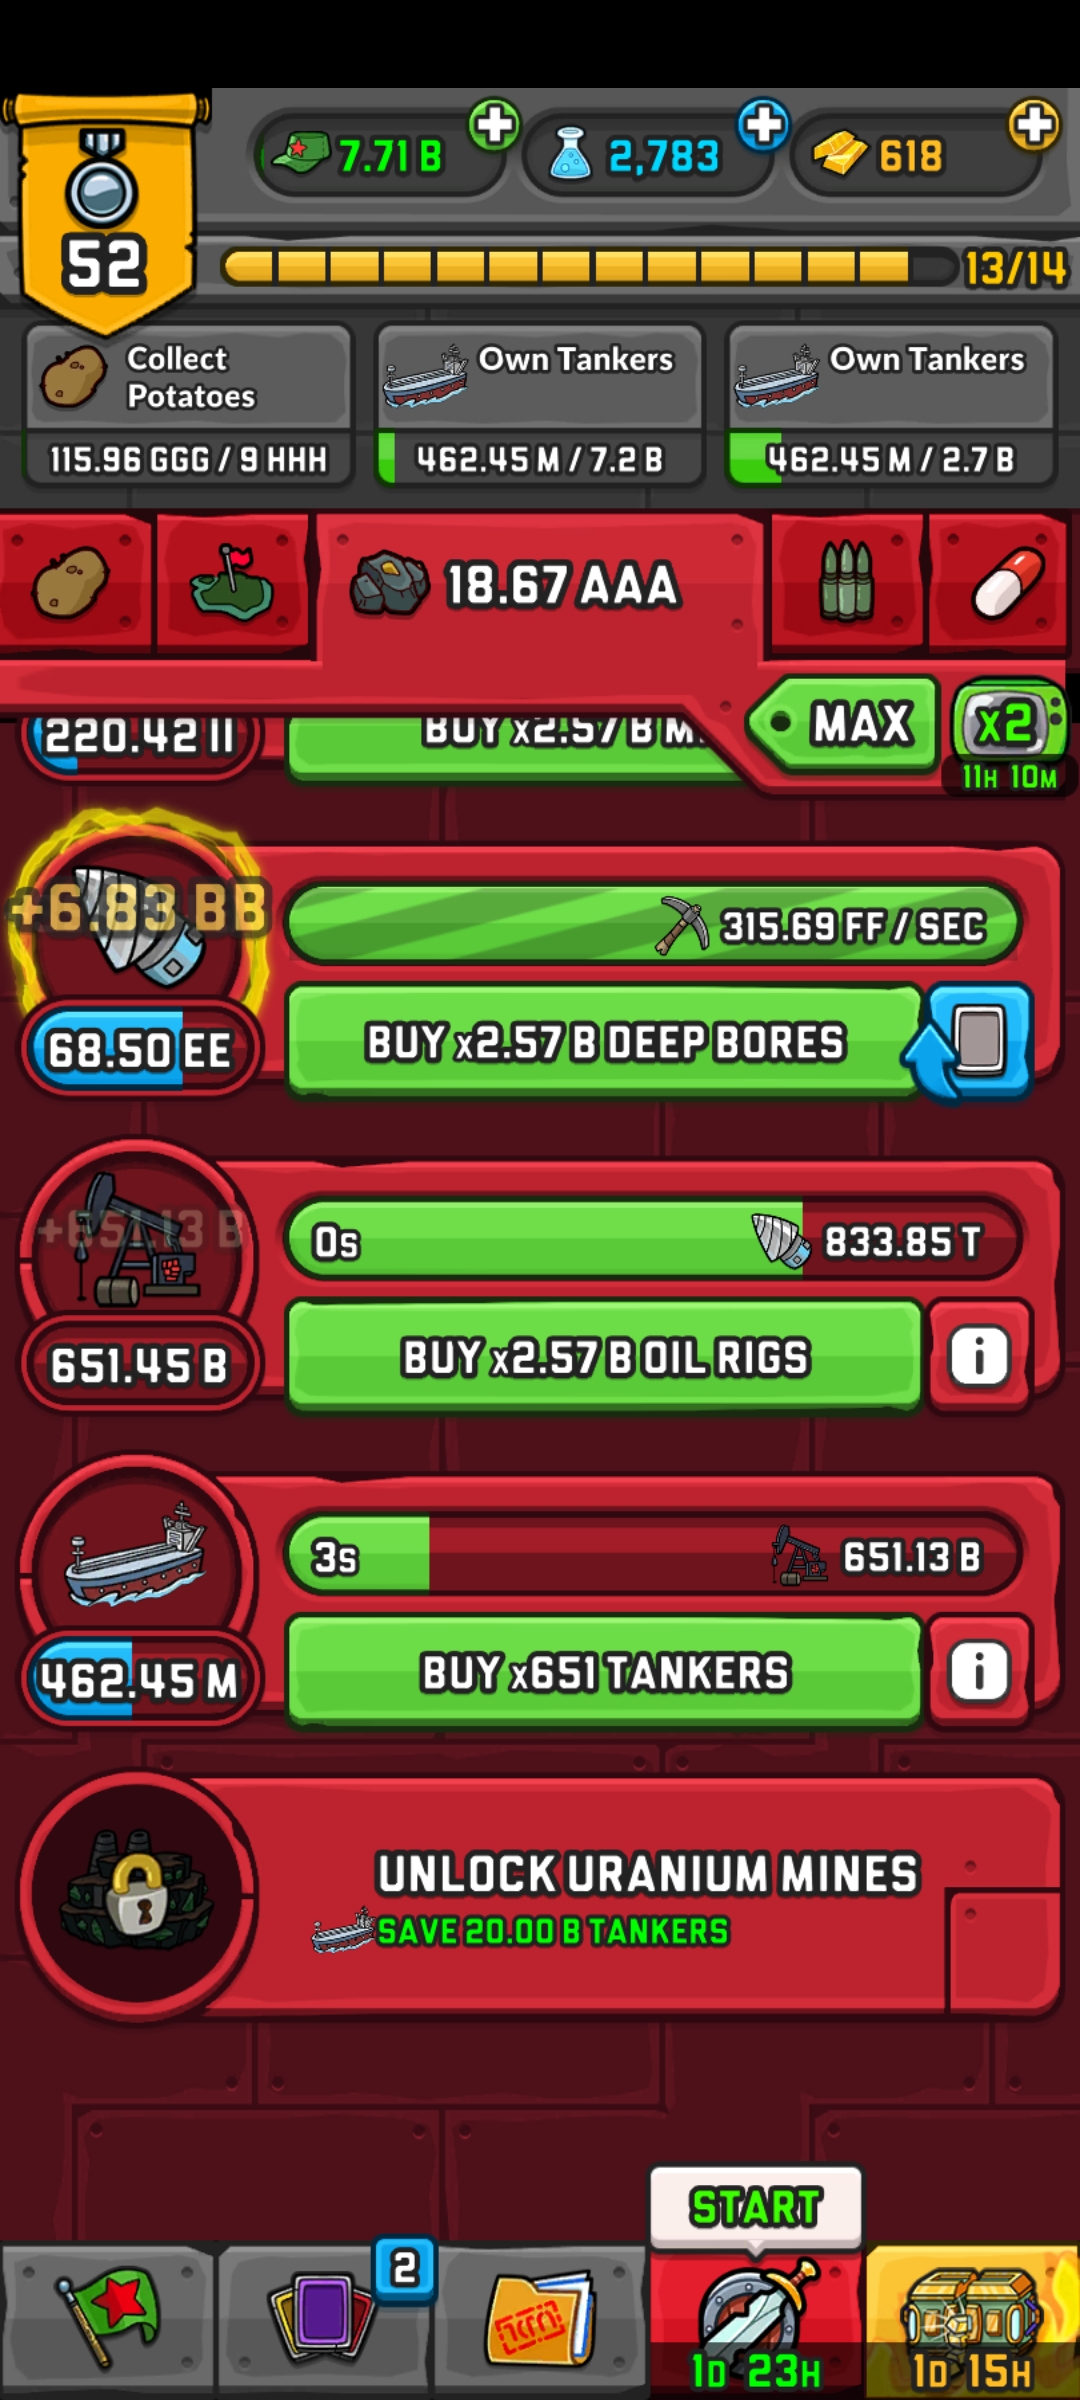 7.71 B
2,783
618
52
13/14
Collect
Potatoes
115.96 GGG / 9 HHH
Own Tankers
462.45 M / 7.2 B
Own Tankers
462.45 M / 2.7 B
18.67 AAA
MAX
x2
11H 10M
220.42 II
BUY x2.57 B M
+6.83 BB
315.69 FF / SEC
68.50 EE
BUY x2.57 B DEEP BORES
+651.13 B
0s
833.85 T
651.45 B
BUY x2.57 B OIL RIGS
i
3s
651.13 B
462.45 M
BUY x651 TANKERS
i
UNLOCK URANIUM MINES
SAVE 20.00 B TANKERS
START
2
1D 23H
1D 15H